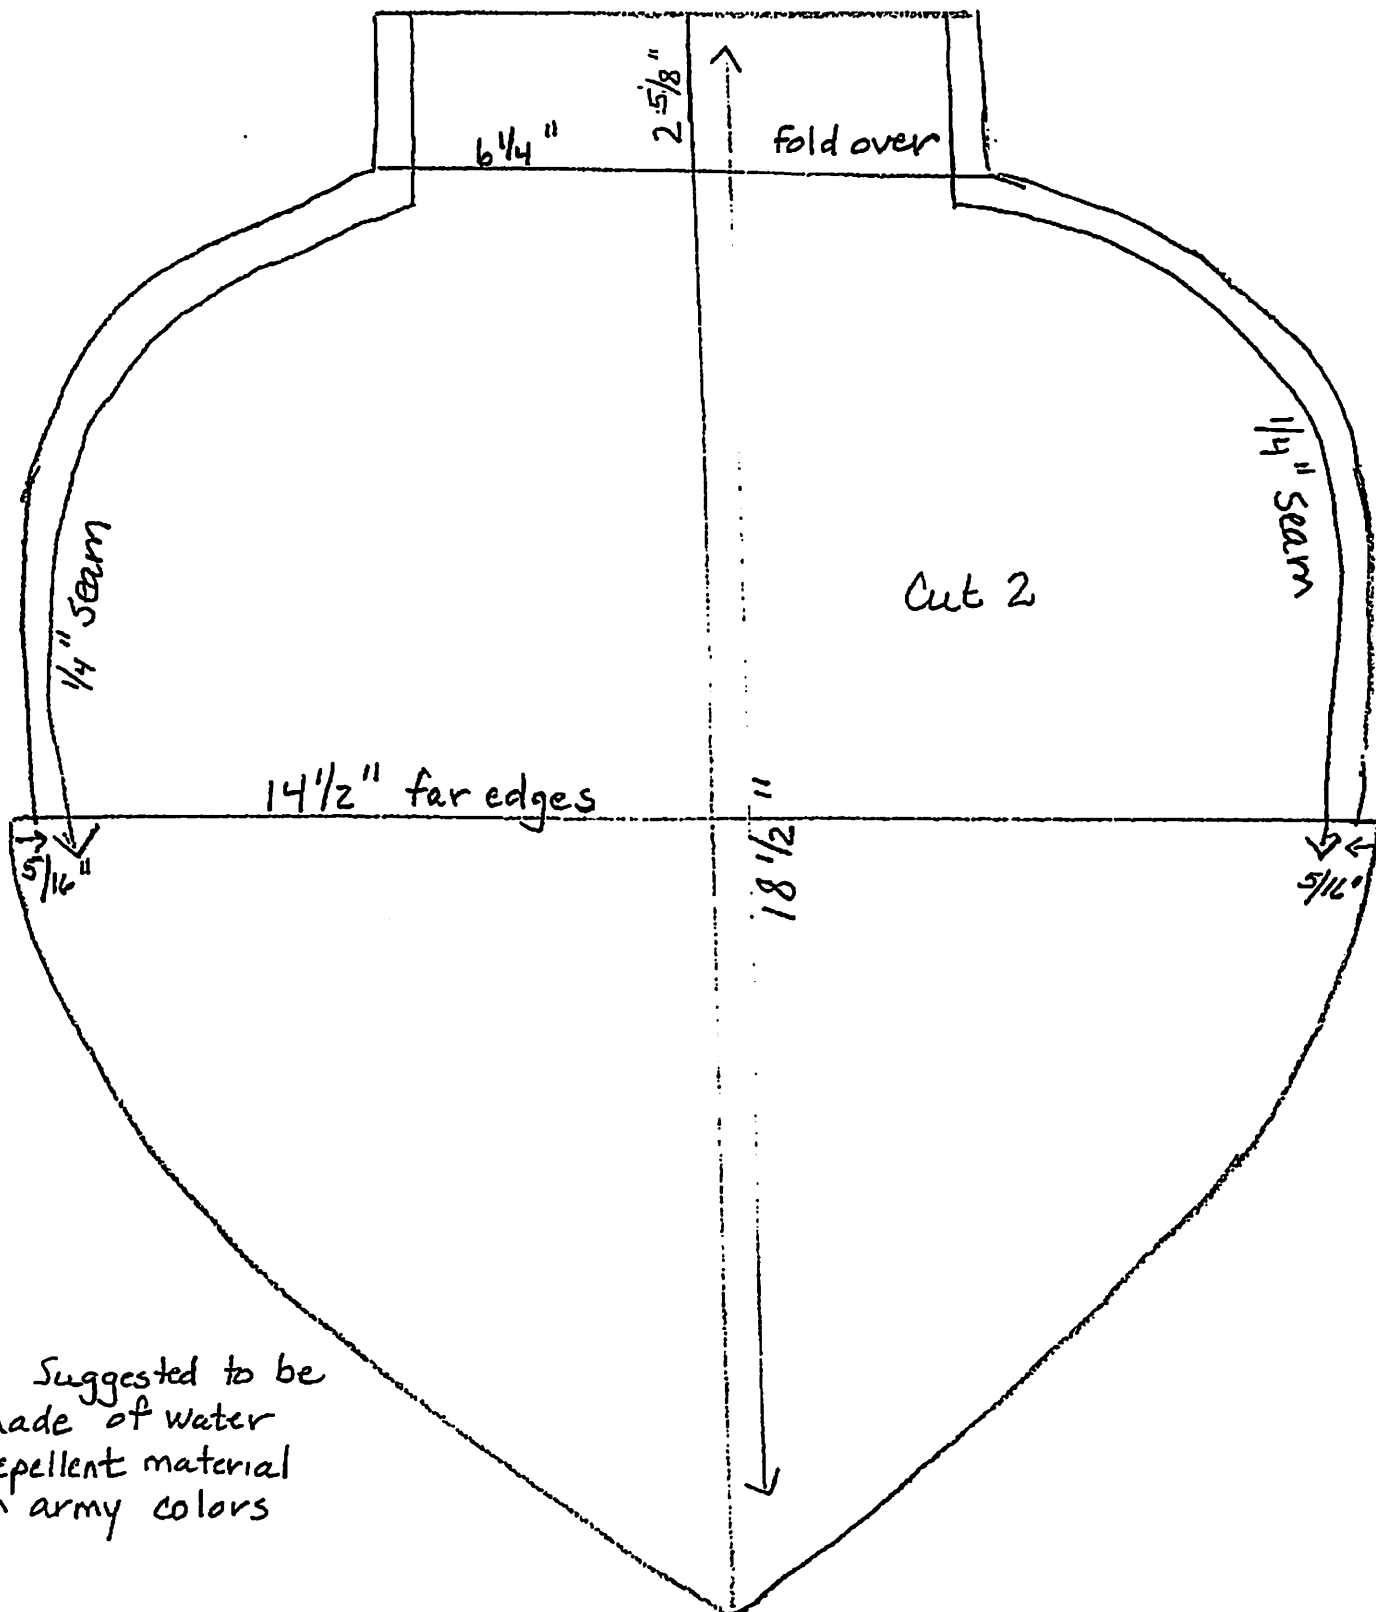 2 5/8"
6 1/4"
fold over
1/4" seam
1/4" seam
Cut 2
14 1/2" far edges
18 1/2"
5/16"
5/16"
Suggested to be
made of water
repellent material
army colors